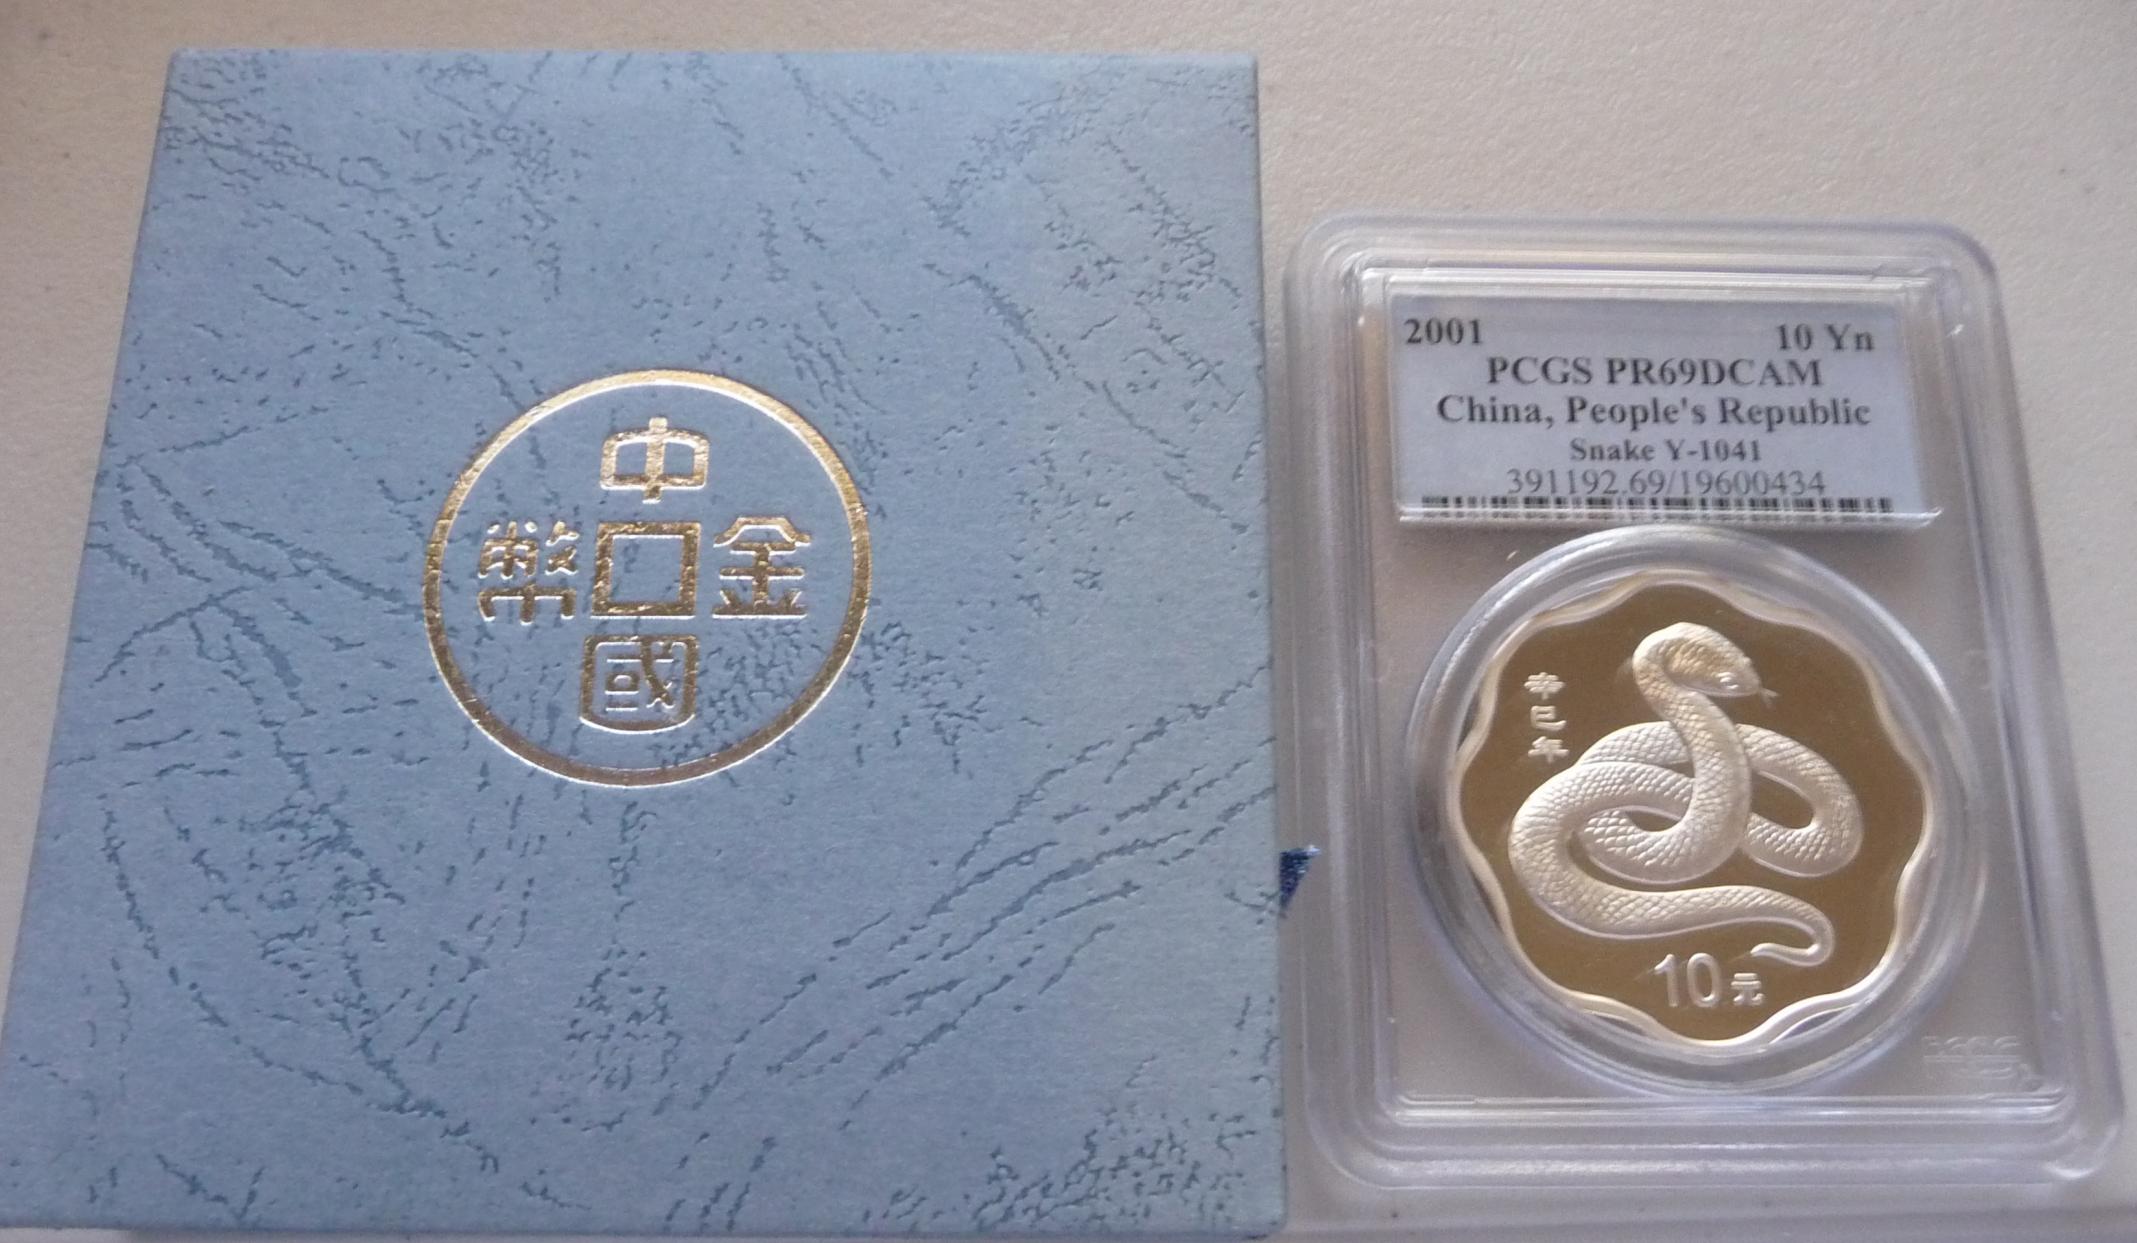 中
幣 金
國
2001 10 Yn
PCGS PR69DCAM
China, People's Republic
Snake Y-1041
391192.69/19600434
辛巳年
10元
PCGS